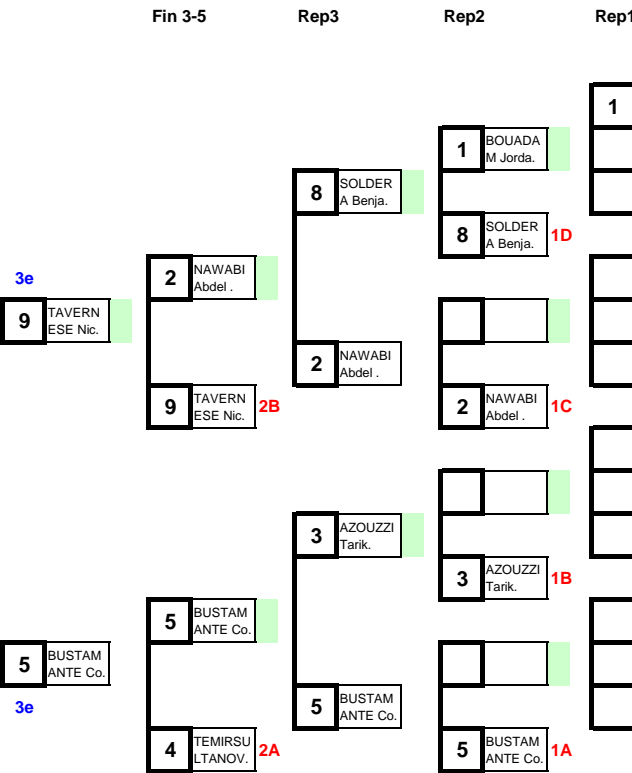 Fin 3-5 Rep3 Rep2 Rep1
1
1 BOUADA
M Jorda.
8 SOLDER
A Benja.
8 SOLDER
A Benja. 1D
3e
2 NAWABI
Abdel .
9 TAVERN
ESE Nic.
2 NAWABI
Abdel .
9 TAVERN
ESE Nic. 2B
2 NAWABI
Abdel . 1C
3 AZOUZZI
Tarik.
3 AZOUZZI
Tarik. 1B
5 BUSTAM
ANTE Co.
5 BUSTAM
ANTE Co.
3e
5 BUSTAM
ANTE Co.
4 TEMIRSU
LTANOV. 2A
5 BUSTAM
ANTE Co. 1A